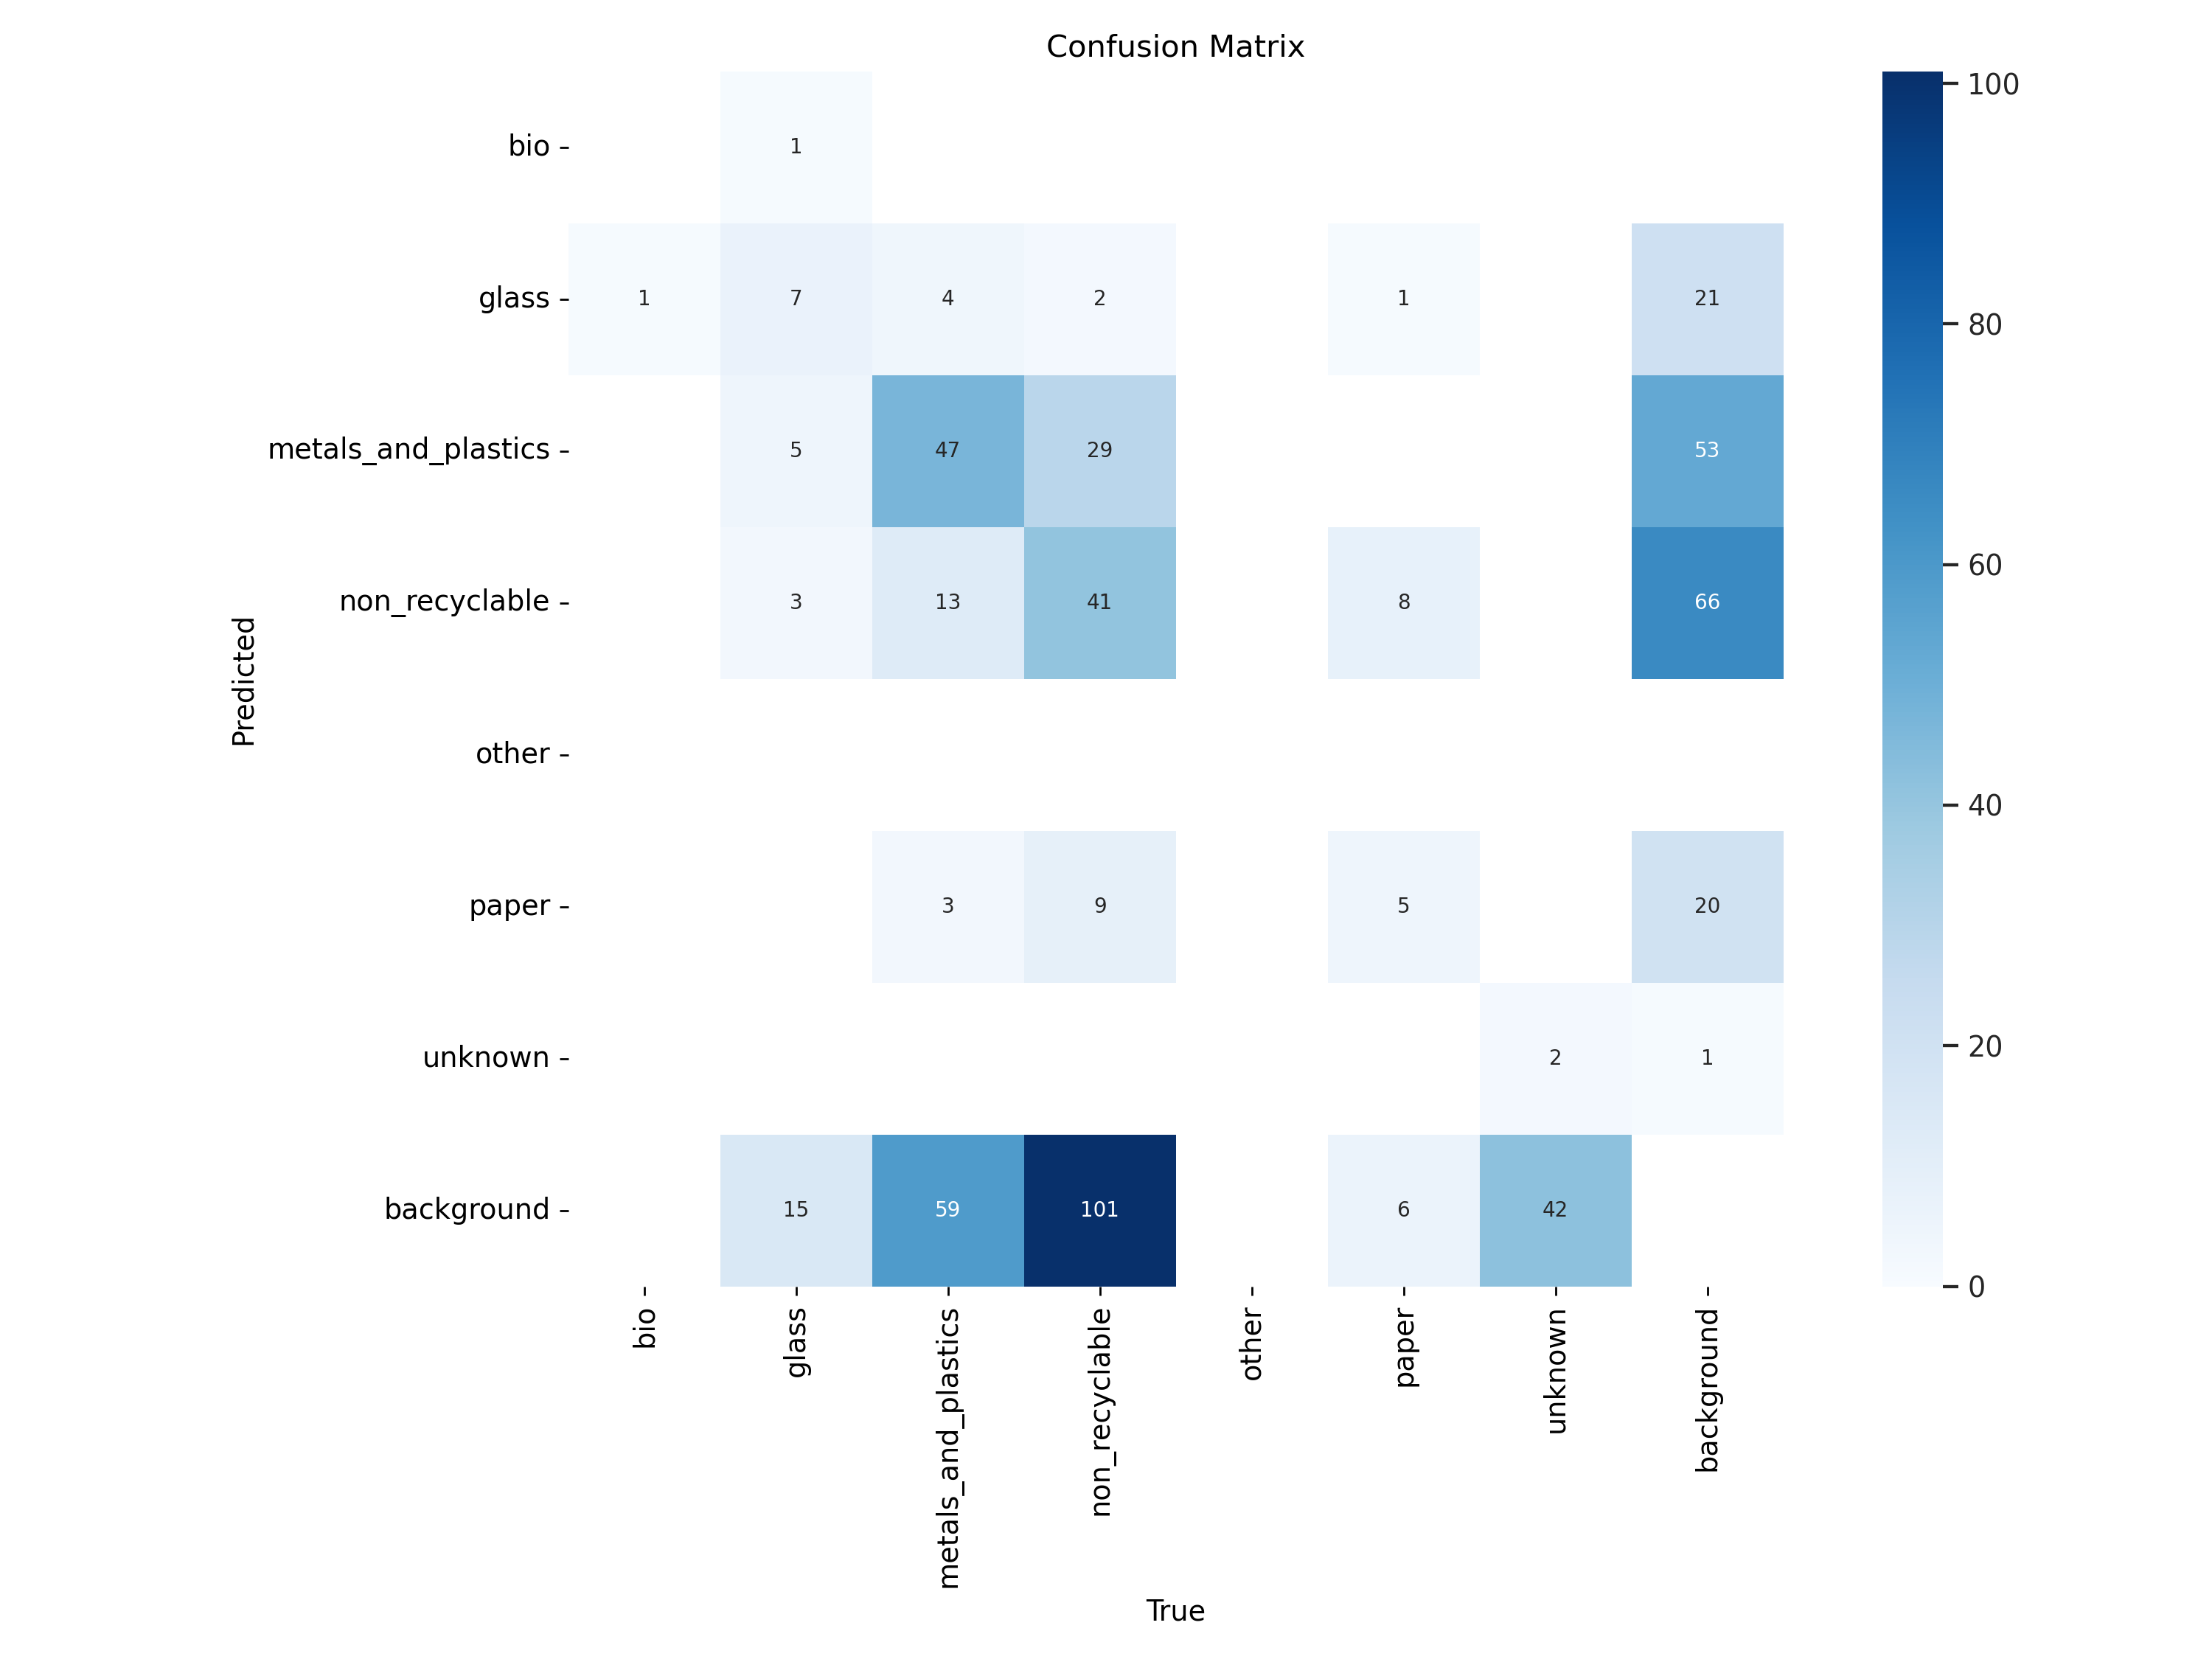 Confusion Matrix
bio
1
glass
1 7 4 2 1 21
metals_and_plastics
5 47 29 53
non_recyclable
3 13 41 8 66
other
paper
3 9 5 20
unknown
2 1
background
15 59 101 6 42
Predicted
bio
glass
metals_and_plastics
non_recyclable
other
paper
unknown
background
True
100
80
60
40
20
0